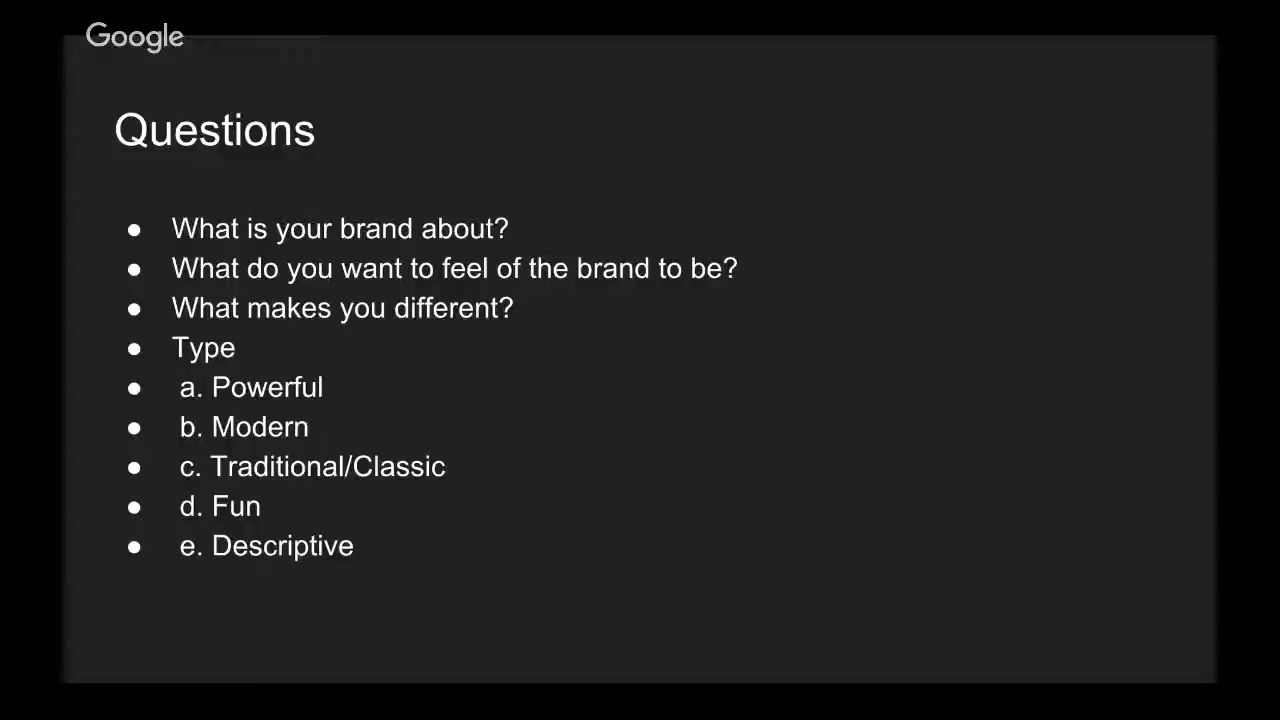 Google
Questions
● What is your brand about?
● What do you want to feel of the brand to be?
● What makes you different?
● Type
● a. Powerful
● b. Modern
● c. Traditional/Classic
● d. Fun
● e. Descriptive